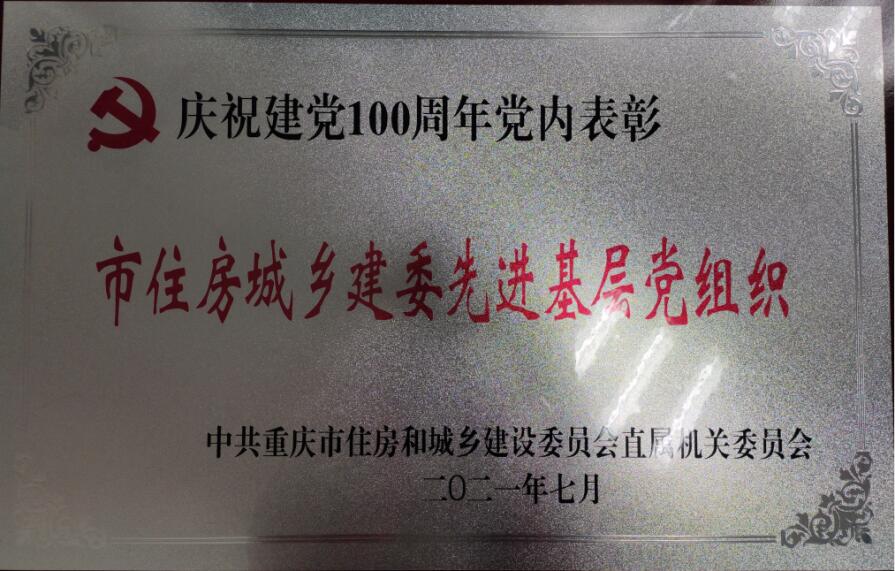 庆祝建党100周年党内表彰
市住房城乡建委先进基层党组织
中共重庆市住房和城乡建设委员会直属机关委员会
二〇二一年七月